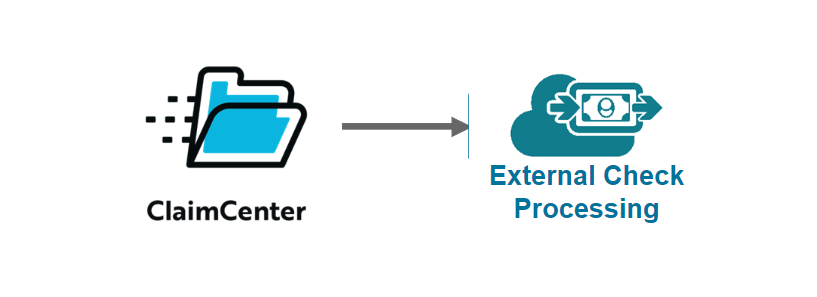 ClaimCenter
External Check
Processing